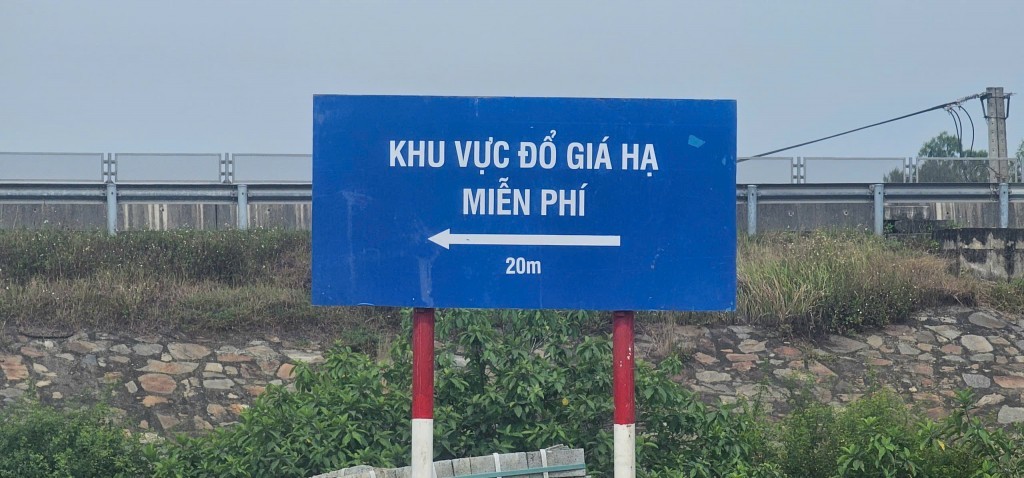 KHU VỰC ĐỔ GIÁ HẠ
MIỄN PHÍ
20m